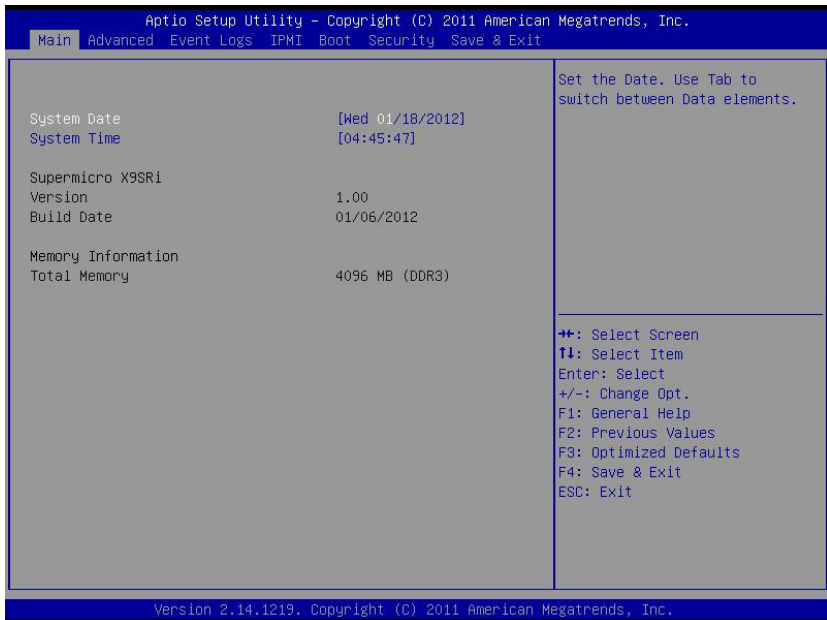 Aptio Setup Utility – Copyright (C) 2011 American Megatrends, Inc.
Main Advanced Event Logs IPMI Boot Security Save & Exit
Set the Date. Use Tab to
switch between Data elements.
System Date [Wed 01/18/2012]
System Time [04:45:47]
Supermicro X9SRi
Version 1.00
Build Date 01/06/2012
Memory Information
Total Memory 4096 MB (DDR3)
→←: Select Screen
↑↓: Select Item
Enter: Select
+/-: Change Opt.
F1: General Help
F2: Previous Values
F3: Optimized Defaults
F4: Save & Exit
ESC: Exit
Version 2.14.1219. Copyright (C) 2011 American Megatrends, Inc.